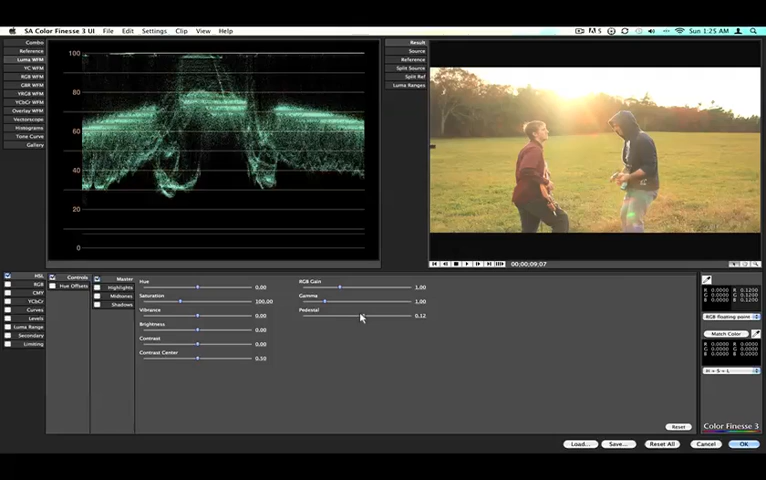 SA Color Finesse 3 UI File Edit Settings Clip View Help
5 Sun 1:25 AM
Combo
Reference
Luma WFM
YC WFM
RGB WFM
GBR WFM
YRGB WFM
YCbCr WFM
Overlay WFM
Vectorscope
Histograms
Tone Curve
Gallery
100
80
60
40
20
0
Result
Source
Reference
Split Source
Split Ref
Luma Ranges
00;00;09;07
HSL
RGB
CMY
YCbCr
Curves
Levels
Luma Range
Secondary
Limiting
Controls
Hue Offsets
Master
Highlights
Midtones
Shadows
Hue
0.00
Saturation
100.00
Vibrance
0.00
Brightness
0.00
Contrast
0.00
Contrast Center
0.50
RGB Gain
1.00
Gamma
1.00
Pedestal
0.12
R 0.0000 R 0.1200
G 0.0000 G 0.1200
B 0.0000 B 0.1200
RGB floating point
Match Color
R 0.0000 R 0.0000
G 0.0000 G 0.0000
B 0.0000 B 0.0000
H + S + L
Reset
Color Finesse 3
Load... Save... Reset All Cancel OK